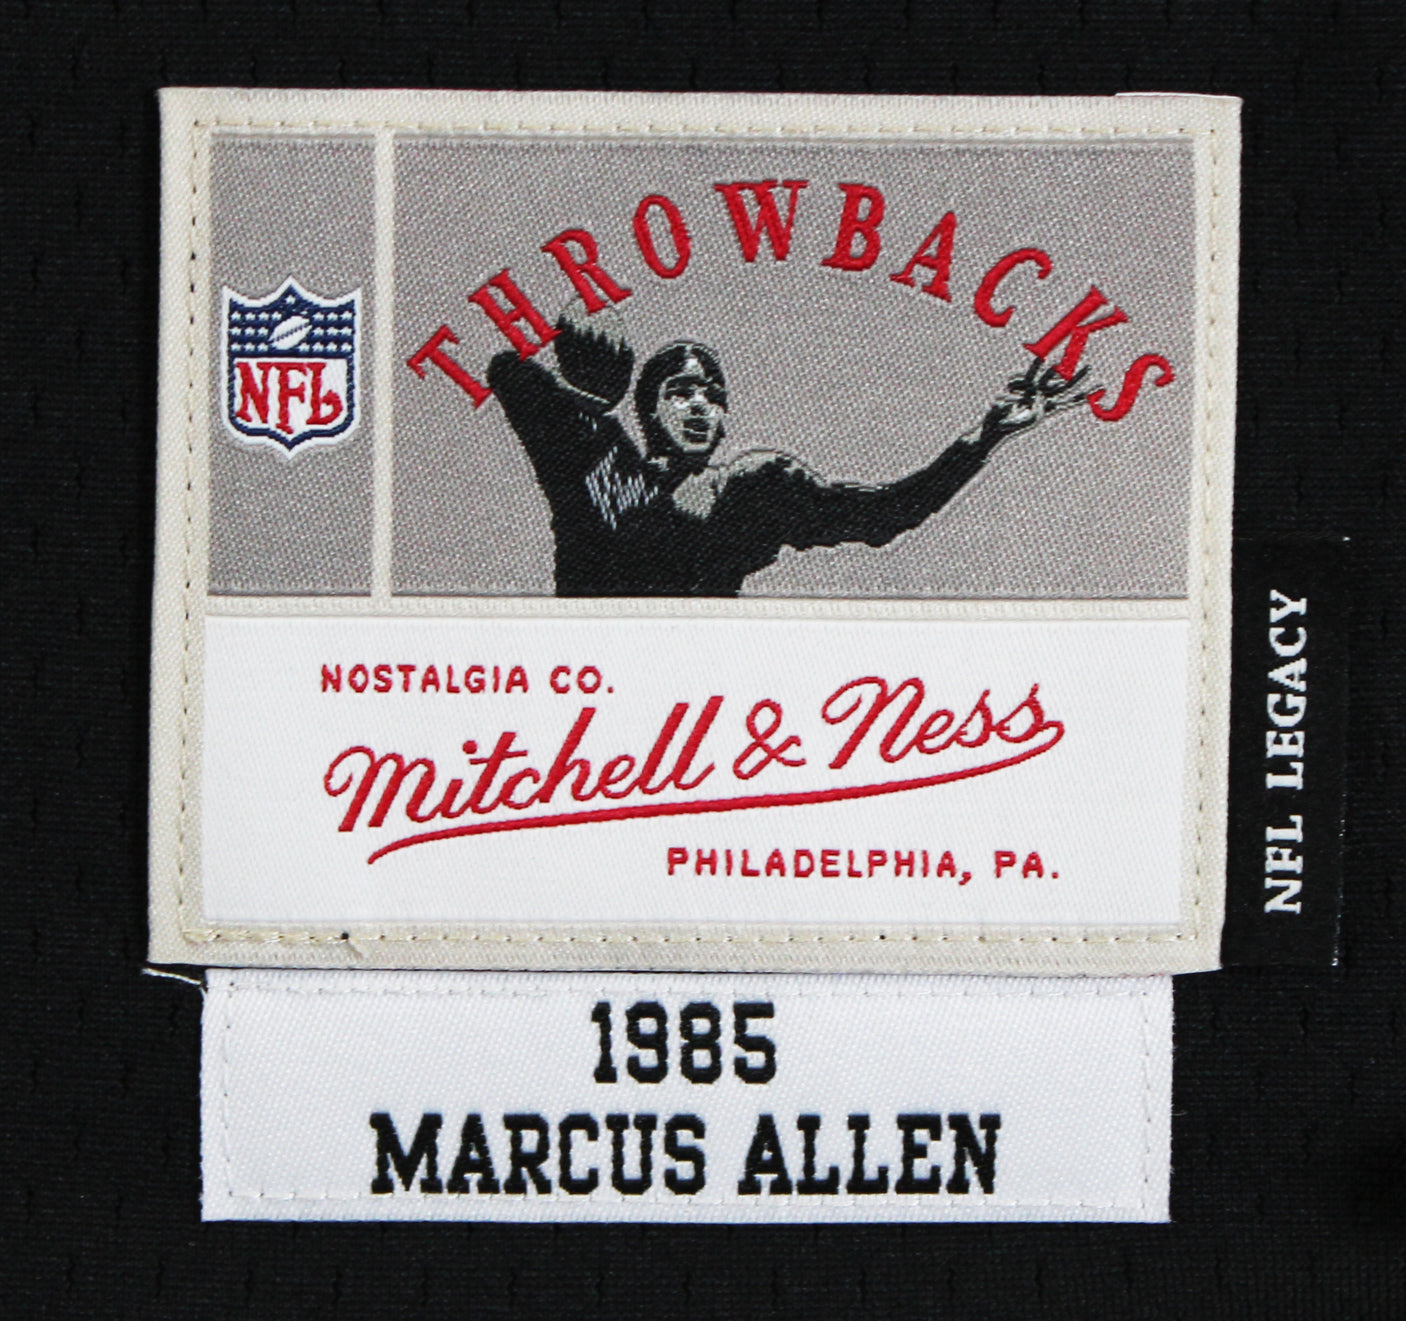 THROWBACKS
NFL
NOSTALGIA CO.
Mitchell & Ness
PHILADELPHIA, PA.
NFL LEGACY
1985
MARCUS ALLEN